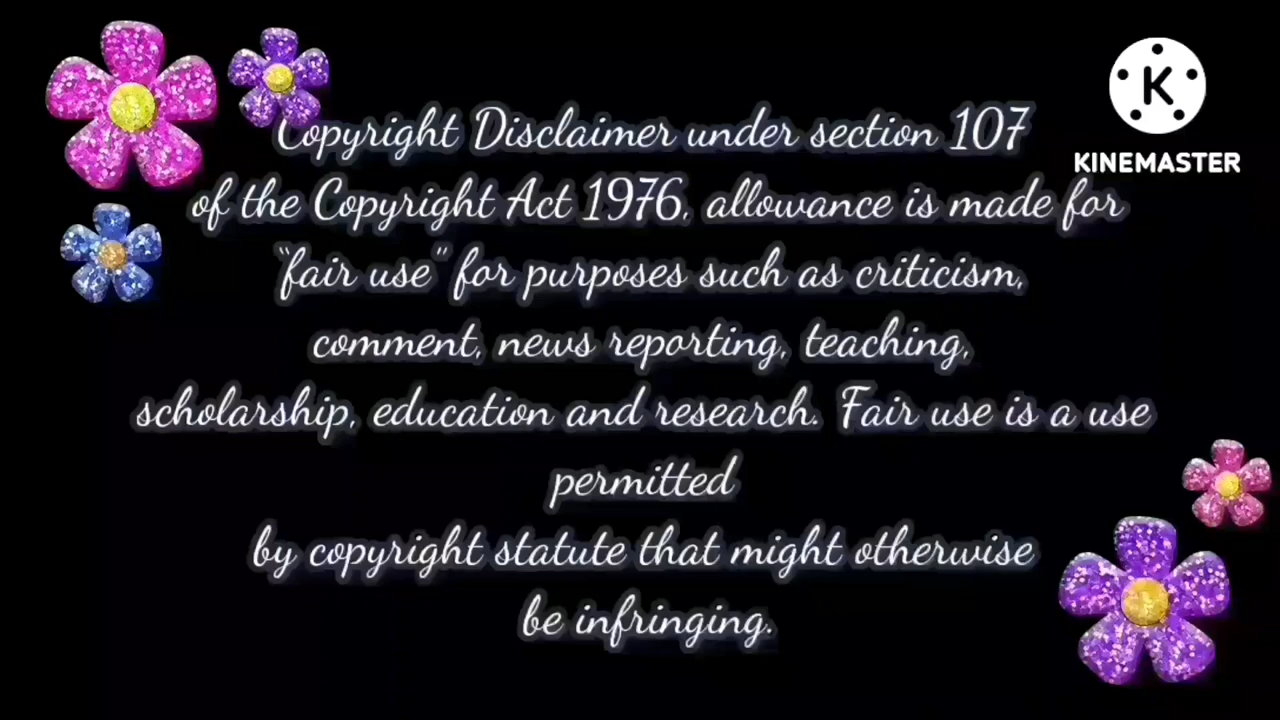 Copyright Disclaimer under section 107
of the Copyright Act 1976, allowance is made for
“fair use” for purposes such as criticism,
comment, news reporting, teaching,
scholarship, education and research. Fair use is a use
permitted
by copyright statute that might otherwise
be infringing.
K
KINEMASTER